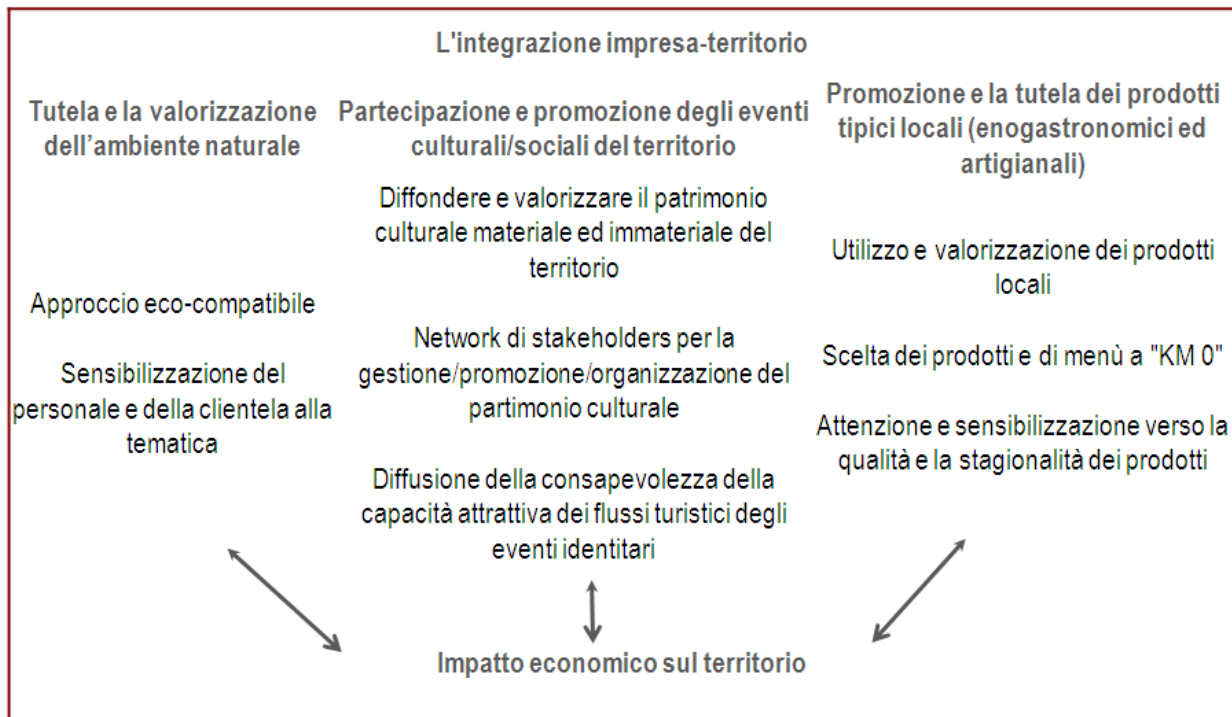 L'integrazione impresa-territorio
Tutela e la valorizzazione
dell'ambiente naturale
Approccio eco-compatibile
Sensibilizzazione del
personale e della clientela alla
tematica
Partecipazione e promozione degli eventi
culturali/sociali del territorio
Diffondere e valorizzare il patrimonio
culturale materiale ed immateriale del
territorio
Network di stakeholders per la
gestione/promozione/organizzazione del
partimonio culturale
Diffusione della consapevolezza della
capacità attrattiva dei flussi turistici degli
eventi identitari
Promozione e la tutela dei prodotti
tipici locali (enogastronomici ed
artigianali)
Utilizzo e valorizzazione dei prodotti
locali
Scelta dei prodotti e di menù a "KM 0"
Attenzione e sensibilizzazione verso la
qualità e la stagionalità dei prodotti
Impatto economico sul territorio